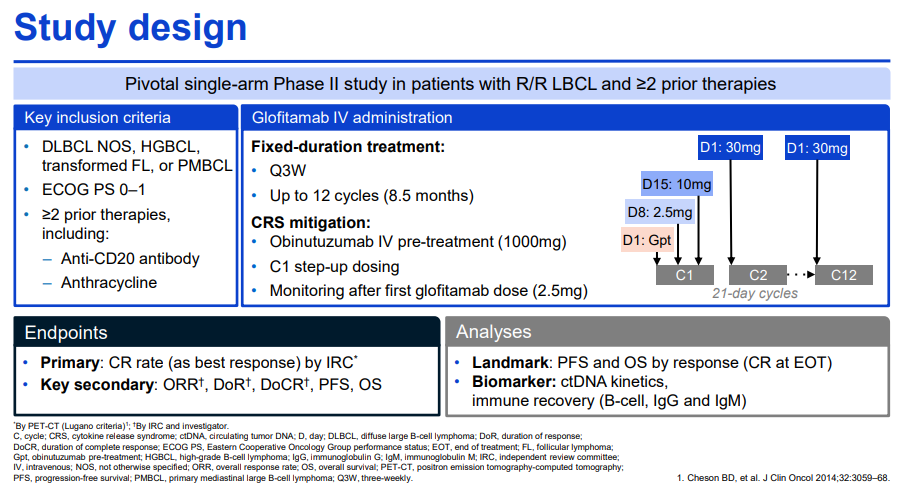 Study design
Pivotal single-arm Phase II study in patients with R/R LBCL and ≥2 prior therapies
Key inclusion criteria
• DLBCL NOS, HGBCL,
transformed FL, or PMBCL
• ECOG PS 0–1
• ≥2 prior therapies,
including:
– Anti-CD20 antibody
– Anthracycline
Glofitamab IV administration
Fixed-duration treatment:
• Q3W
• Up to 12 cycles (8.5 months)
CRS mitigation:
• Obinutuzumab IV pre-treatment (1000mg)
• C1 step-up dosing
• Monitoring after first glofitamab dose (2.5mg)
D1: 30mg
D1: 30mg
D15: 10mg
D8: 2.5mg
D1: Gpt
C1
C2
C12
21-day cycles
Endpoints
• Primary: CR rate (as best response) by IRC*
• Key secondary: ORR†, DoR†, DoCR†, PFS, OS
Analyses
• Landmark: PFS and OS by response (CR at EOT)
• Biomarker: ctDNA kinetics,
immune recovery (B-cell, IgG and IgM)
*By PET-CT (Lugano criteria)1; †By IRC and investigator.
C, cycle; CRS, cytokine release syndrome; ctDNA, circulating tumor DNA; D, day; DLBCL, diffuse large B-cell lymphoma; DoR, duration of response;
DoCR, duration of complete response; ECOG PS, Eastern Cooperative Oncology Group performance status; EOT, end of treatment; FL, follicular lymphoma;
Gpt, obinutuzumab pre-treatment; HGBCL, high-grade B-cell lymphoma; IgG, immunoglobulin G; IgM, immunoglobulin M; IRC, independent review committee;
IV, intravenous; NOS, not otherwise specified; ORR, overall response rate; OS, overall survival; PET-CT, positron emission tomography-computed tomography;
PFS, progression-free survival; PMBCL, primary mediastinal large B-cell lymphoma; Q3W, three-weekly.
1. Cheson BD, et al. J Clin Oncol 2014;32:3059–68.